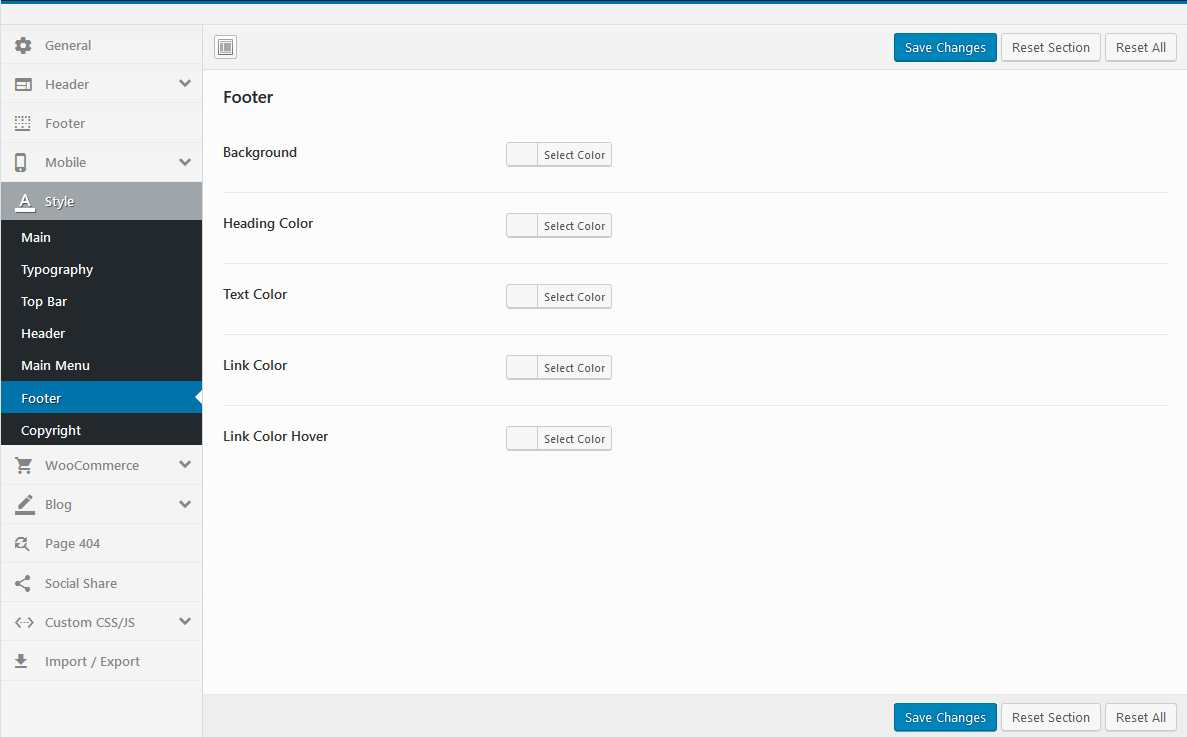 General
Header
Footer
Mobile
Style
Main
Typography
Top Bar
Header
Main Menu
Footer
Copyright
WooCommerce
Blog
Page 404
Social Share
Custom CSS/JS
Import / Export
Save Changes Reset Section Reset All
Footer
Background Select Color
Heading Color Select Color
Text Color Select Color
Link Color Select Color
Link Color Hover Select Color
Save Changes Reset Section Reset All